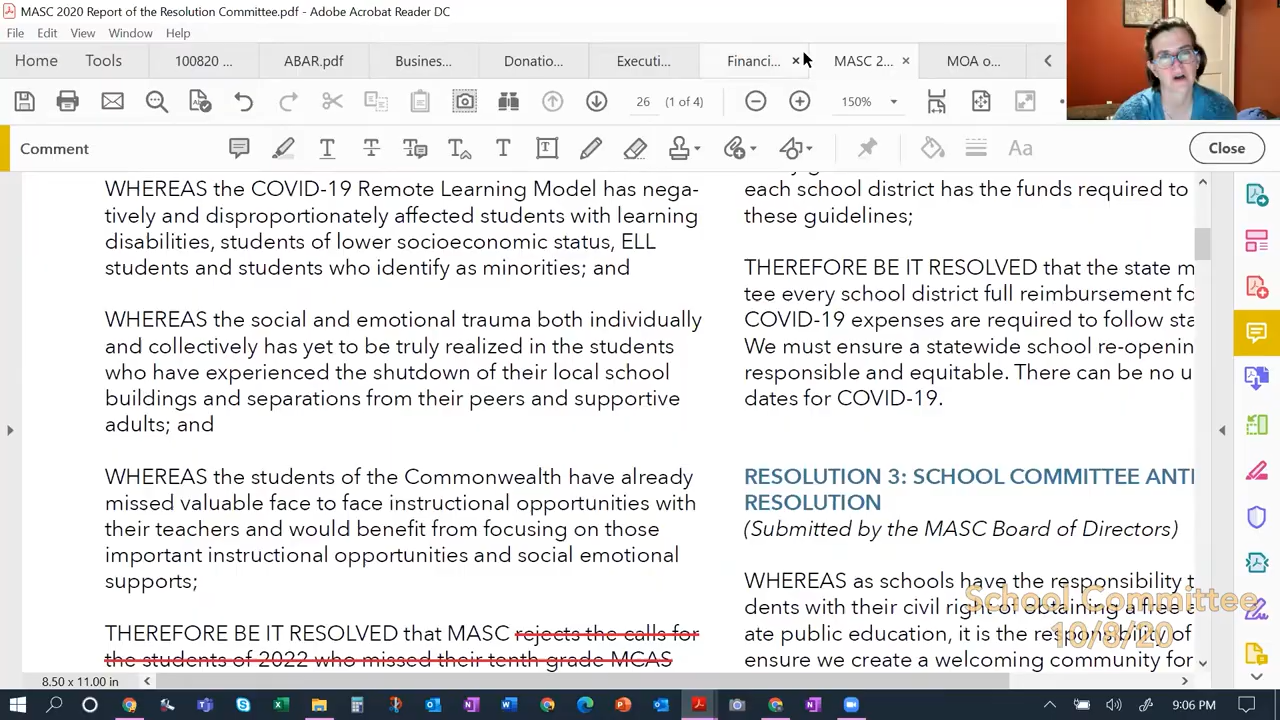 MASC 2020 Report of the Resolution Committee.pdf - Adobe Acrobat Reader DC
File Edit View Window Help
Home Tools 100820 ... ABAR.pdf Busines... Donatio... Executi... Financi... × MASC 2... × MOA o...
26 (1 of 4) 150%
Comment Close
WHEREAS the COVID-19 Remote Learning Model has nega-
tively and disproportionately affected students with learning
disabilities, students of lower socioeconomic status, ELL
students and students who identify as minorities; and
WHEREAS the social and emotional trauma both individually
and collectively has yet to be truly realized in the students
who have experienced the shutdown of their local school
buildings and separations from their peers and supportive
adults; and
WHEREAS the students of the Commonwealth have already
missed valuable face to face instructional opportunities with
their teachers and would benefit from focusing on those
important instructional opportunities and social emotional
supports;
THEREFORE BE IT RESOLVED that MASC rejects the calls for
the students of 2022 who missed their tenth grade MCAS
each school district has the funds required to
these guidelines;
THEREFORE BE IT RESOLVED that the state m
tee every school district full reimbursement fo
COVID-19 expenses are required to follow sta
We must ensure a statewide school re-openin
responsible and equitable. There can be no u
dates for COVID-19.
RESOLUTION 3: SCHOOL COMMITTEE ANTI
RESOLUTION
(Submitted by the MASC Board of Directors)
WHEREAS as schools have the responsibility t
dents with their civil right of obtaining a free a
ate public education, it is the responsibility of
ensure we create a welcoming community for
School Committee
10/8/20
8.50 x 11.00 in
9:06 PM